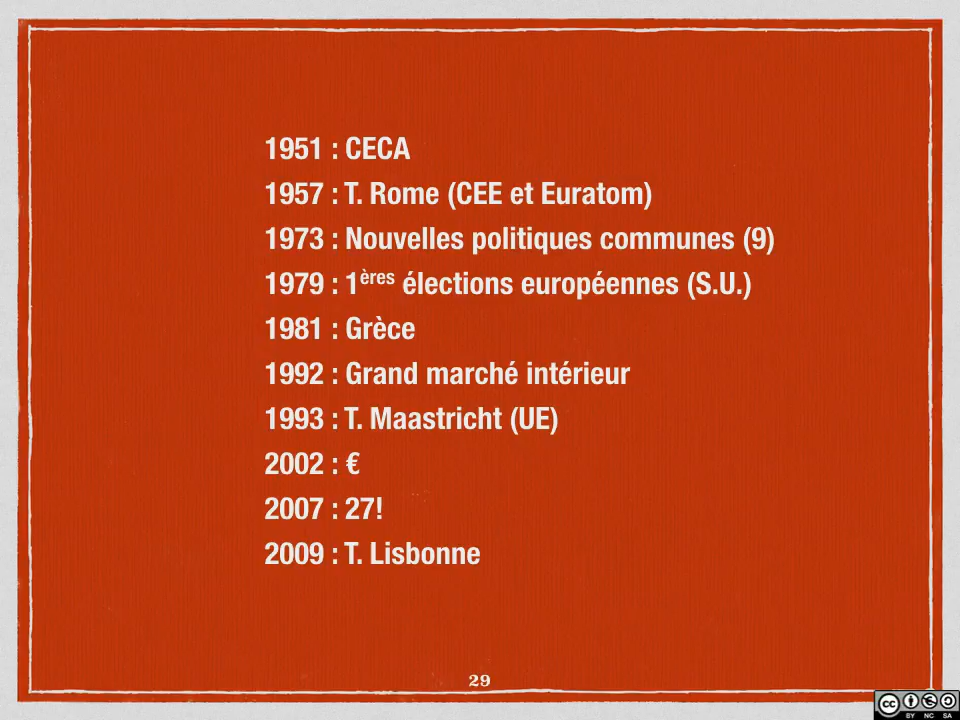 1951 : CECA
1957 : T. Rome (CEE et Euratom)
1973 : Nouvelles politiques communes (9)
1979 : 1ères élections européennes (S.U.)
1981 : Grèce
1992 : Grand marché intérieur
1993 : T. Maastricht (UE)
2002 : €
2007 : 27!
2009 : T. Lisbonne
29
cc
BY NC SA